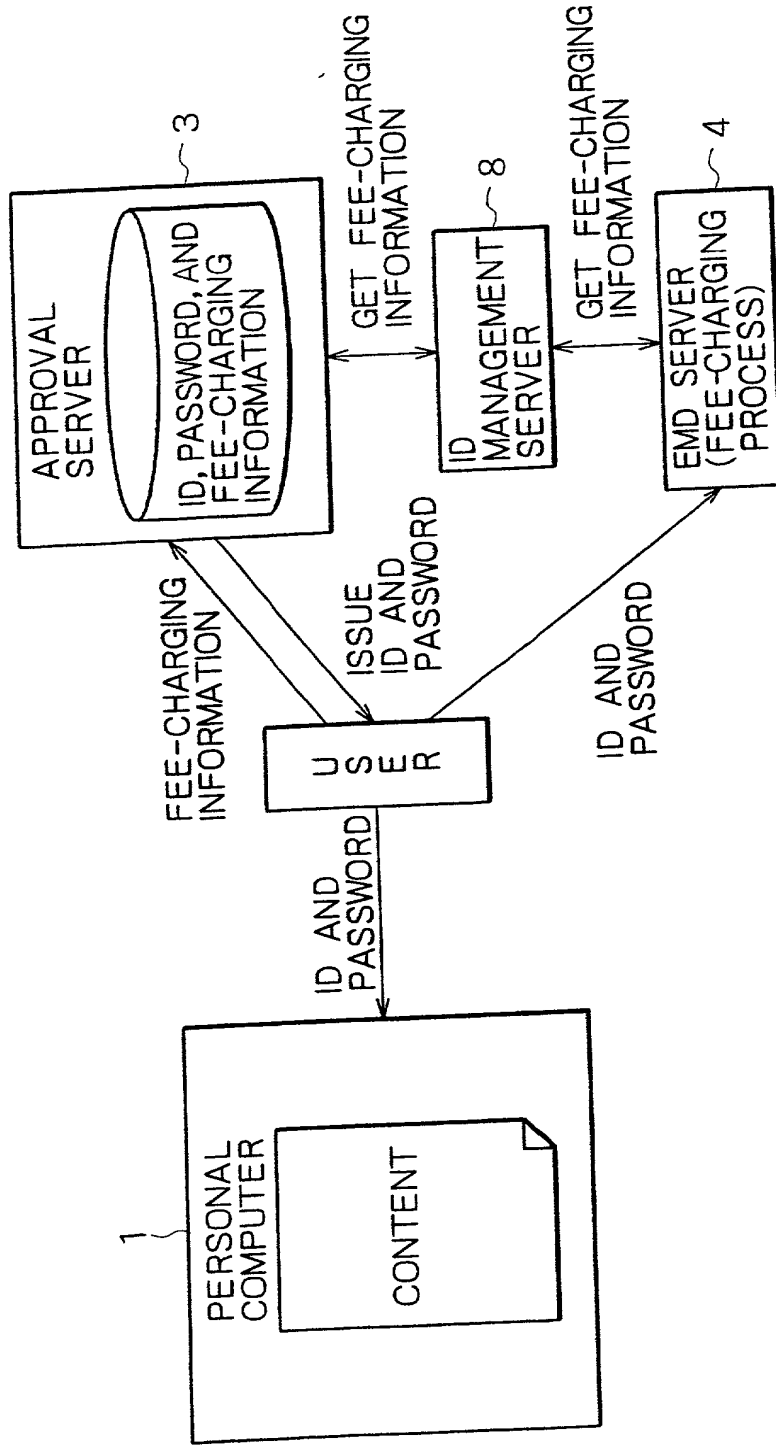 1
PERSONAL
COMPUTER
CONTENT
ID AND
PASSWORD
USER
FEE-CHARGING
INFORMATION
ISSUE
ID AND
PASSWORD
ID AND
PASSWORD
3
APPROVAL
SERVER
ID, PASSWORD, AND
FEE-CHARGING
INFORMATION
GET FEE-CHARGING
INFORMATION
8
ID
MANAGEMENT
SERVER
GET FEE-CHARGING
INFORMATION
4
EMD SERVER
(FEE-CHARGING
PROCESS)